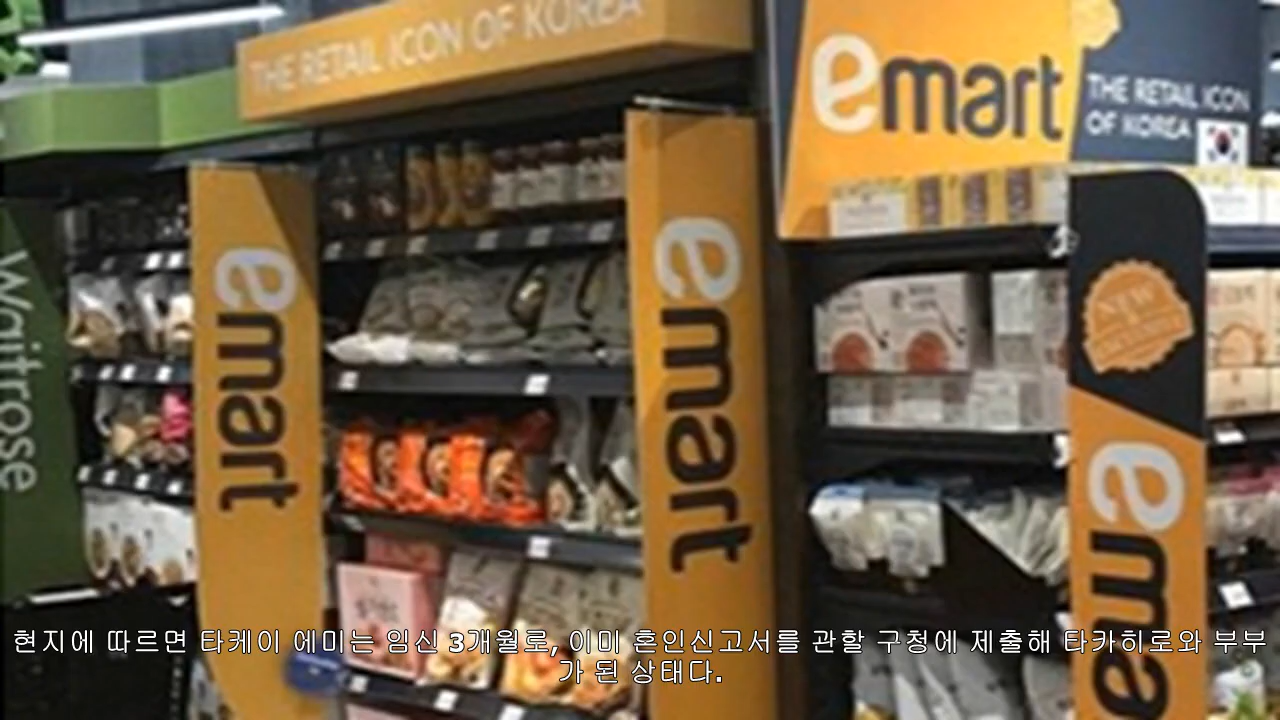 THE RETAIL ICON OF KOREA
emart
THE RETAIL ICON
OF KOREA
Waitrose
emart
emart
NEW
ema
현지에 따르면 타케이 에미는 임신 3개월로, 이미 혼인신고서를 관할 구청에 제출해 타카히로와 부부
가 된 상태다.